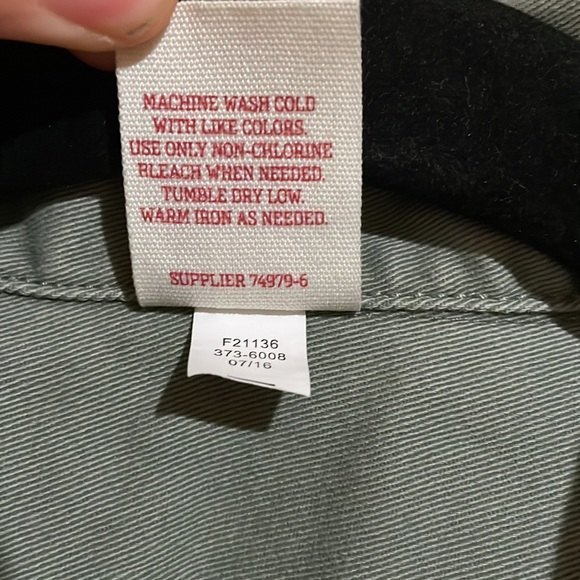 MACHINE WASH COLD
WITH LIKE COLORS.
USE ONLY NON-CHLORINE
BLEACH WHEN NEEDED.
TUMBLE DRY LOW.
WARM IRON AS NEEDED.
SUPPLIER 74979-6
F21136
373-6008
07/16